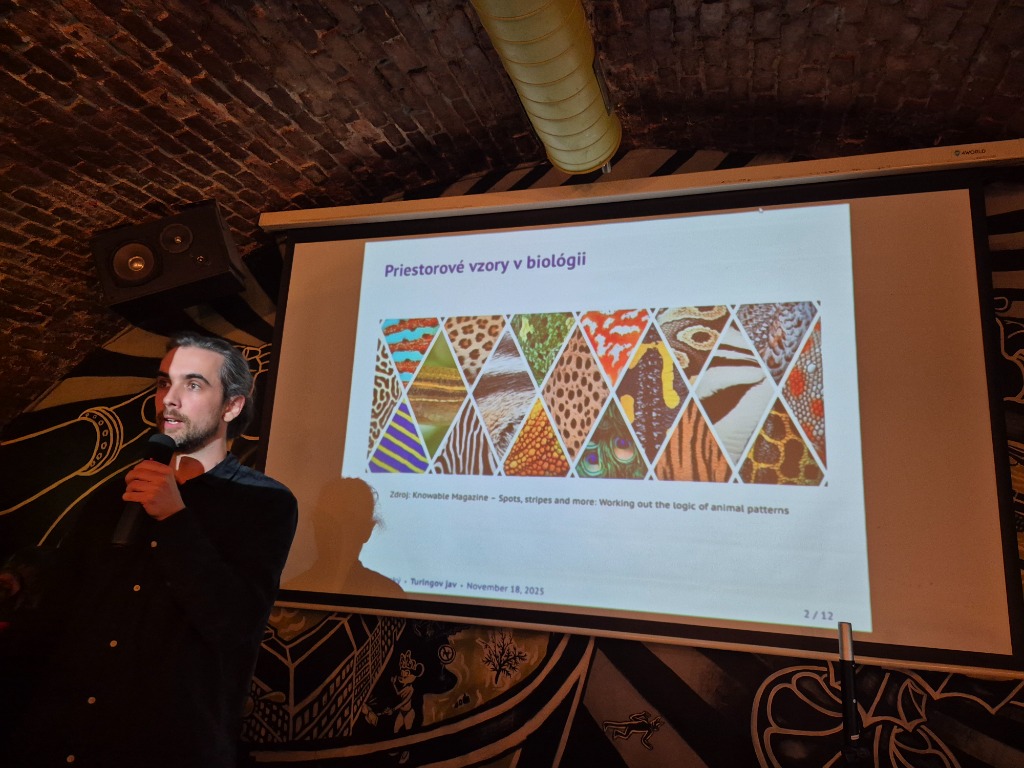 4WORLD
Priestorové vzory v biológii
Zdroj: Knowable Magazine – Spots, stripes and more: Working out the logic of animal patterns
Turingov jav • November 18, 2025
2 / 12